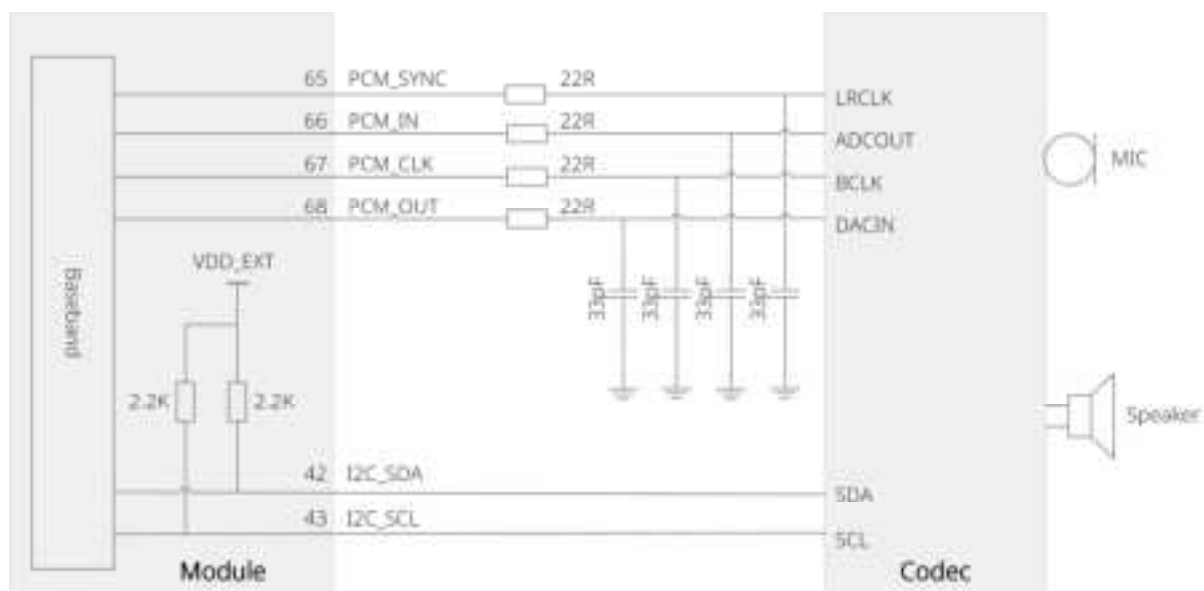 65 PCM_SYNC 22R LRCLK
66 PCM_IN 22R ADCOUT
67 PCM_CLK 22R BCLK
68 PCM_OUT 22R DACIN
MIC
VDD_EXT
Baseband
33pF 33pF 33pF 33pF
2.2K 2.2K
Speaker
42 I2C_SDA SDA
43 I2C_SCL SCL
Module Codec